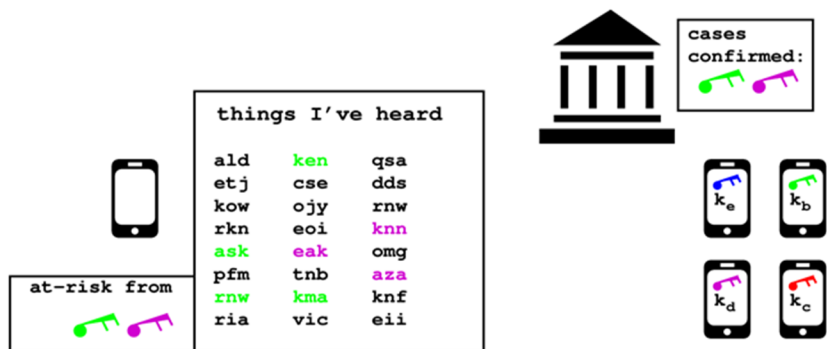 cases
confirmed:
things I've heard
ald ken qsa
etj cse dds
kow ojy rnw
rkn eoi knn
ask eak omg
pfm tnb aza
rnw kma knf
ria vic eii
at-risk from
ke
kb
kd
kc